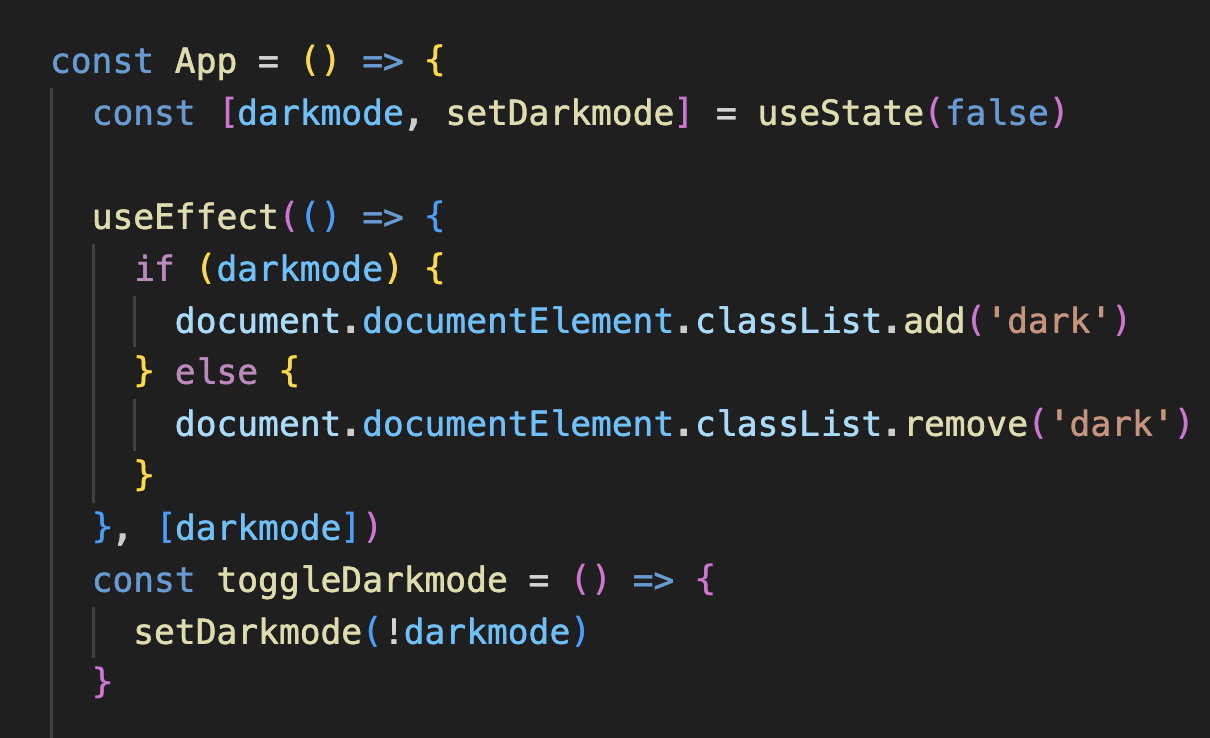 const App = () => {
  const [darkmode, setDarkmode] = useState(false)

  useEffect(() => {
    if (darkmode) {
      document.documentElement.classList.add('dark')
    } else {
      document.documentElement.classList.remove('dark')
    }
  }, [darkmode])
  const toggleDarkmode = () => {
    setDarkmode(!darkmode)
  }